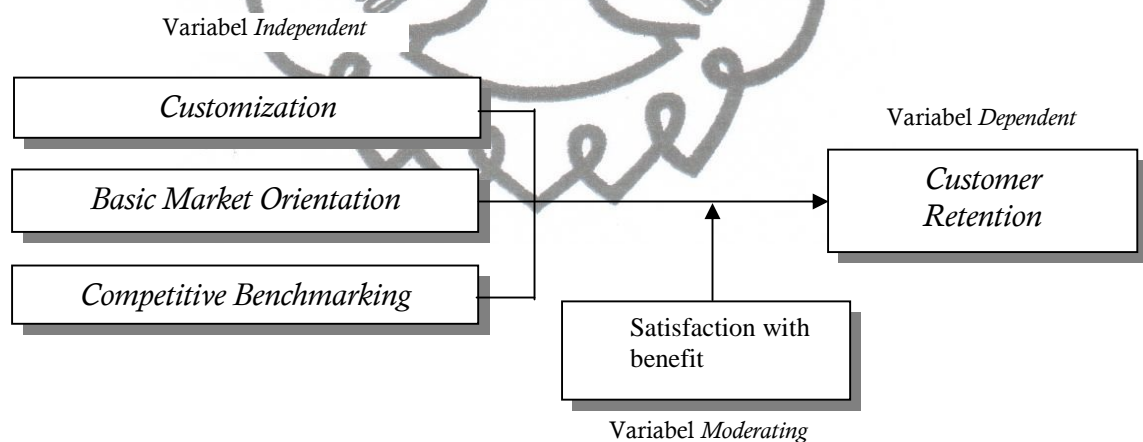 Variabel Independent
Customization
Variabel Dependent
Basic Market Orientation
Customer
Retention
Competitive Benchmarking
Satisfaction with
benefit
Variabel Moderating